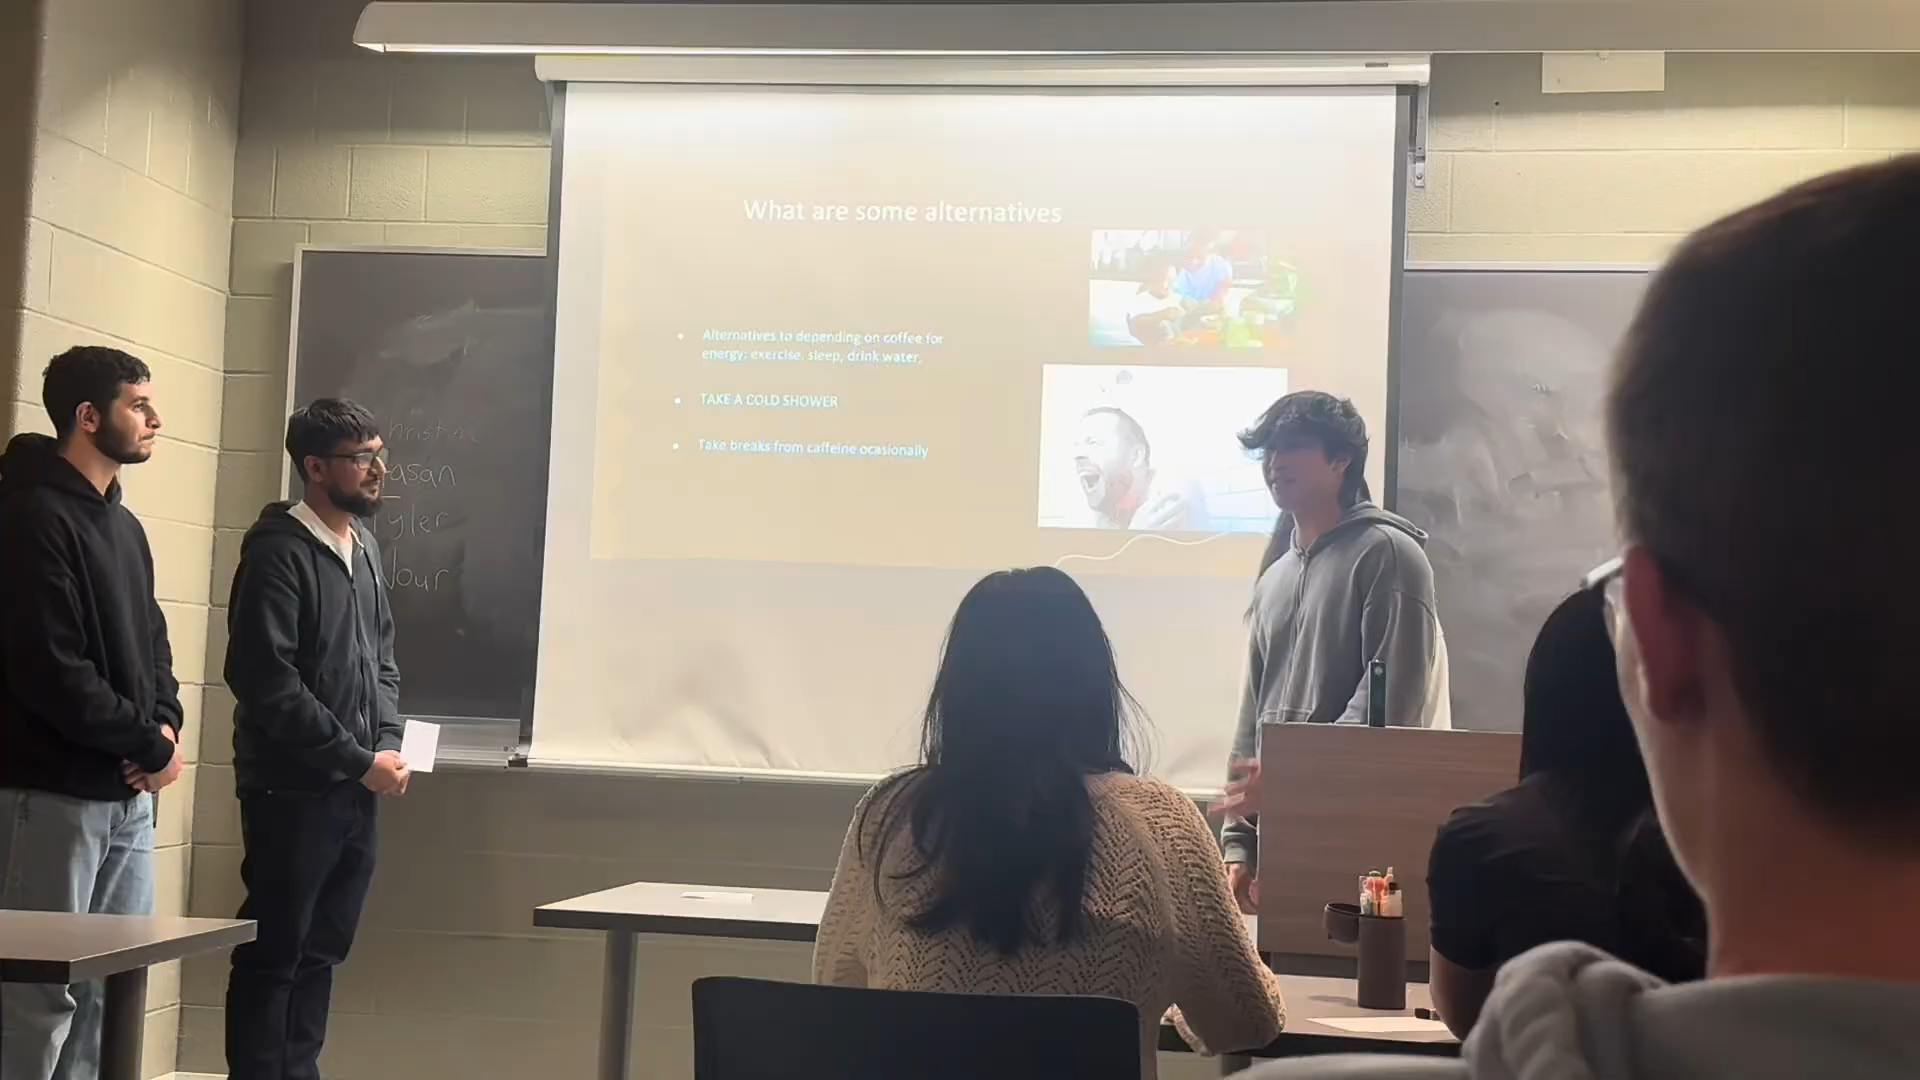 What are some alternatives
Alternatives to depending on coffee for
energy: exercise, sleep, drink water,
TAKE A COLD SHOWER
Take breaks from caffeine ocasionally
hristine
asan
Tyler
Nour